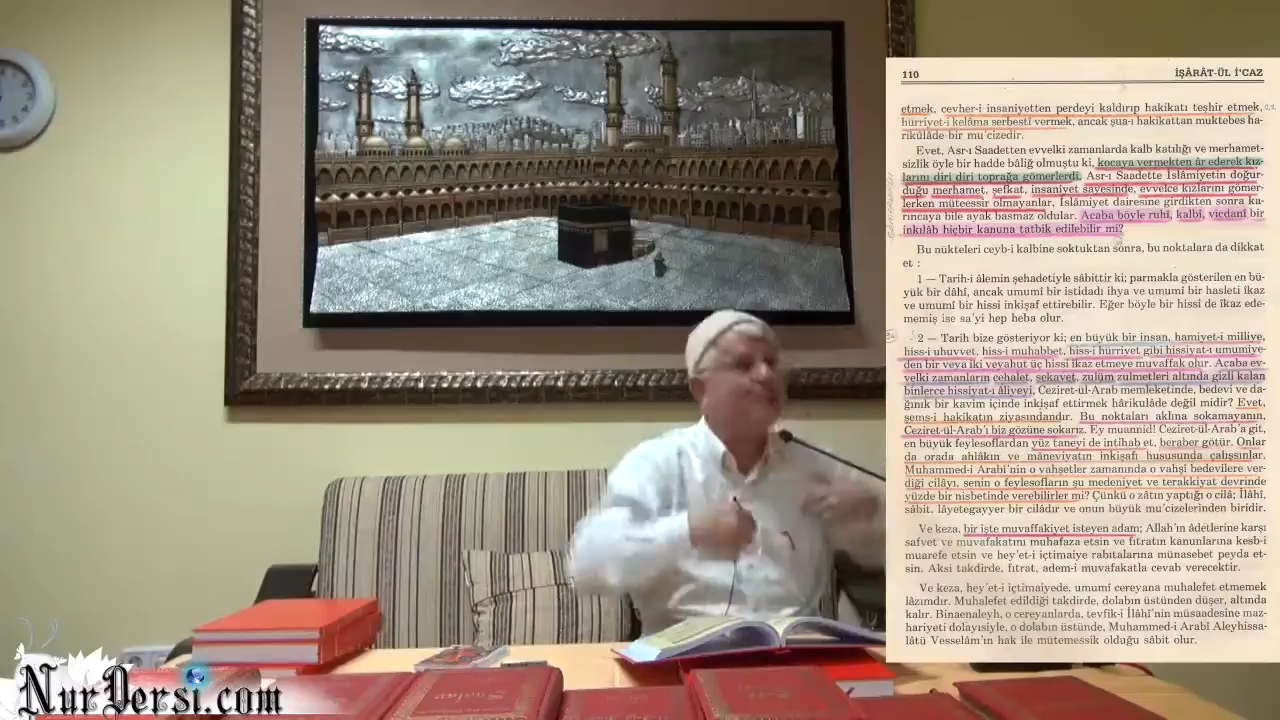 110 İŞÂRÂT-ÜL İ'CAZ
etmek, cevher-i insaniyetten perdeyi kaldırıp hakikatı teşhir etmek,
hürriyet-i kelâma serbestî vermek, ancak şua-ı hakikattan muktebes ha-
rikulâde bir mu'cizedir.
Evet, Asr-ı Saadetten evvelki zamanlarda kalb katılığı ve merhamet-
sizlik öyle bir hadde bâliğ olmuştu ki, kocaya vermekten âr ederek kız-
larını diri diri toprağa gömerlerdi. Asr-ı Saadette İslâmiyetin doğur-
duğu merhamet, şefkat, insaniyet sayesinde, evvelce kızlarını gömer-
lerken müteessir olmayanlar, İslâmiyet dairesine girdikten sonra ka-
rıncaya bile ayak basmaz oldular. Acaba böyle ruhî, kalbî, vicdanî bir
inkılâb hiçbir kanuna tatbik edilebilir mi?
Bu nükteleri ceyb-i kalbine soktuktan sonra, bu noktalara da dikkat
et :
1 — Tarih-i âlemin şehadetiyle sâbittir ki; parmakla gösterilen en bü-
yük bir dâhî, ancak umumî bir istidadı ihya ve umumî bir hasleti îkaz
ve umumî bir hissi inkişaf ettirebilir. Eğer böyle bir hissi de îkaz ede-
memiş ise sa'yi hep heba olur.
2 — Tarih bize gösteriyor ki; en büyük bir insan, hamiyet-i milliye,
hiss-i uhuvvet, hiss-i muhabbet, hiss-i hürriyet gibi hissiyat-ı umumiye-
den bir veya iki veyahut üç hissi îkaz etmeye muvaffak olur. Acaba ev-
velki zamanların cehalet, şekavet, zulüm zulmetleri altında gizli kalan
binlerce hissiyat-ı âliyeyi, Ceziret-ül-Arab memleketinde, bedevi ve da-
ğınık bir kavim içinde inkişaf ettirmek hârikulâde değil midir? Evet,
şems-i hakikatın ziyasındandır. Bu noktaları aklına sokamayanın,
Ceziret-ül-Arab'ı biz gözüne sokarız. Ey muannid! Ceziret-ül-Arab'a git,
en büyük feylesoflardan yüz taneyi de intihab et, beraber götür. Onlar
da orada ahlâkın ve mâneviyatın inkişafı hususunda çalışsınlar.
Muhammed-i Arabî'nin o vahşetler zamanında o vahşi bedevilere ver-
diği cilâyı, senin o feylesofların şu medeniyet ve terakkiyat devrinde
yüzde bir nisbetinde verebilirler mi? Çünkü o zâtın yaptığı o cilâ; İlâhî,
sâbit, lâyetegayyer bir cilâdır ve onun büyük mu'cizelerinden biridir.
Ve keza, bir işte muvaffakiyet isteyen adam; Allah'ın âdetlerine karşı
safvet ve muvafakatını muhafaza etsin ve fıtratın kanunlarına kesb-i
muarefe etsin ve hey'et-i içtimaiye rabıtalarına münasebet peyda et-
sin. Aksi takdirde, fıtrat, adem-i muvafakatla cevab verecektir.
Ve keza, hey'et-i içtimaiyede, umumî cereyana muhalefet etmemek
lâzımdır. Muhalefet edildiği takdirde, dolabın üstünden düşer, altında
kalır. Binaenaleyh, o cereyanlarda, tevfik-i İlâhî'nin müsaadesine maz-
hariyeti dolayısiyle, o dolabın üstünde, Muhammed-i Arabî Aleyhissa-
lâtü Vesselâm'ın hak ile mütemessik olduğu sâbit olur.
NurDersi.com